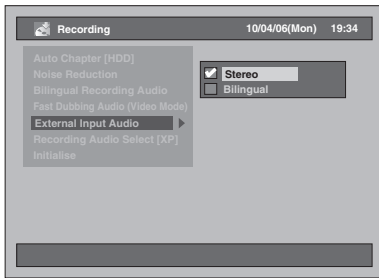 Recording 10/04/06(Mon) 19:34
Auto Chapter [HDD]
Noise Reduction
Bilingual Recording Audio
Fast Dubbing Audio (Video Mode)
External Input Audio
Recording Audio Select [XP]
Initialise
Stereo
Bilingual